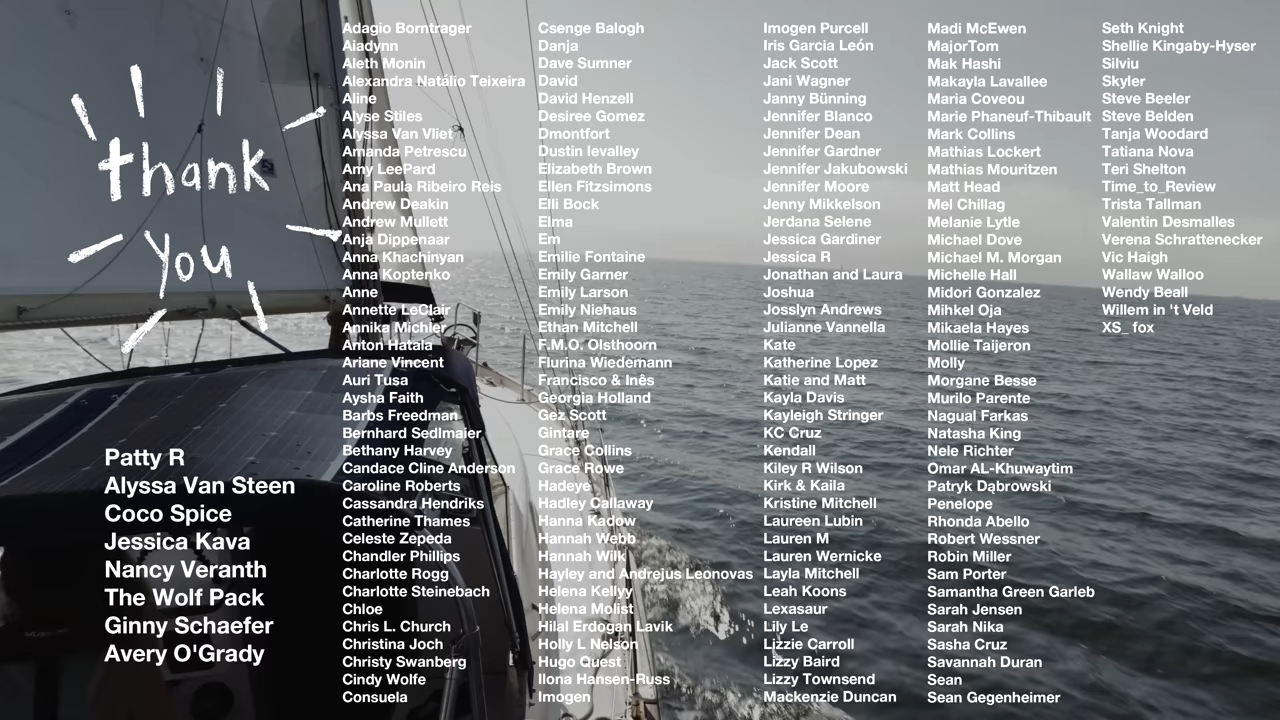 thank
you
Patty R
Alyssa Van Steen
Coco Spice
Jessica Kava
Nancy Veranth
The Wolf Pack
Ginny Schaefer
Avery O'Grady
Adagio Borntrager
Aiadynn
Aleth Monin
Alexandra Natálio Teixeira
Aline
Alyse Stiles
Alyssa Van Vliet
Amanda Petrescu
Amy LeePard
Ana Paula Ribeiro Reis
Andrew Deakin
Andrew Mullett
Anja Dippenaar
Anna Khachinyan
Anna Koptenko
Anne
Annette LeClair
Annika Michler
Anton Hatala
Ariane Vincent
Auri Tusa
Aysha Faith
Barbs Freedman
Bernhard Sedlmaier
Bethany Harvey
Candace Cline Anderson
Caroline Roberts
Cassandra Hendriks
Catherine Thames
Celeste Zepeda
Chandler Phillips
Charlotte Rogg
Charlotte Steinebach
Chloe
Chris L. Church
Christina Joch
Christy Swanberg
Cindy Wolfe
Consuela
Csenge Balogh
Danja
Dave Sumner
David
David Henzell
Desiree Gomez
Dmontfort
Dustin levalley
Elizabeth Brown
Ellen Fitzsimons
Elli Bock
Elma
Em
Emilie Fontaine
Emily Garner
Emily Larson
Emily Niehaus
Ethan Mitchell
F.M.O. Olsthoorn
Flurina Wiedemann
Francisco & Inês
Georgia Holland
Gez Scott
Gintare
Grace Collins
Grace Rowe
Hadeye
Hadley Callaway
Hanna Kadow
Hannah Webb
Hannah Wilk
Hayley and Andrejus Leonovas
Helena Kellyy
Helena Molist
Hilal Erdogan Lavik
Holly L Nelson
Hugo Quest
Ilona Hansen-Russ
Imogen
Imogen Purcell
Iris Garcia León
Jack Scott
Jani Wagner
Janny Bünning
Jennifer Blanco
Jennifer Dean
Jennifer Gardner
Jennifer Jakubowski
Jennifer Moore
Jenny Mikkelson
Jerdana Selene
Jessica Gardiner
Jessica R
Jonathan and Laura
Joshua
Josslyn Andrews
Julianne Vannella
Kate
Katherine Lopez
Katie and Matt
Kayla Davis
Kayleigh Stringer
KC Cruz
Kendall
Kiley R Wilson
Kirk & Kaila
Kristine Mitchell
Laureen Lubin
Lauren M
Lauren Wernicke
Layla Mitchell
Leah Koons
Lexasaur
Lily Le
Lizzie Carroll
Lizzy Baird
Lizzy Townsend
Mackenzie Duncan
Madi McEwen
MajorTom
Mak Hashi
Makayla Lavallee
Maria Coveou
Marie Phaneuf-Thibault
Mark Collins
Mathias Lockert
Mathias Mouritzen
Matt Head
Mel Chillag
Melanie Lytle
Michael Dove
Michael M. Morgan
Michelle Hall
Midori Gonzalez
Mihkel Oja
Mikaela Hayes
Mollie Taijeron
Molly
Morgane Besse
Murilo Parente
Nagual Farkas
Natasha King
Nele Richter
Omar AL-Khuwaytim
Patryk Dąbrowski
Penelope
Rhonda Abello
Robert Wessner
Robin Miller
Sam Porter
Samantha Green Garleb
Sarah Jensen
Sarah Nika
Sasha Cruz
Savannah Duran
Sean
Sean Gegenheimer
Seth Knight
Shellie Kingaby-Hyser
Silviu
Skyler
Steve Beeler
Steve Belden
Tanja Woodard
Tatiana Nova
Teri Shelton
Time_to_Review
Trista Tallman
Valentin Desmalles
Verena Schrattenecker
Vic Haigh
Wallaw Walloo
Wendy Beall
Willem in 't Veld
XS_ fox